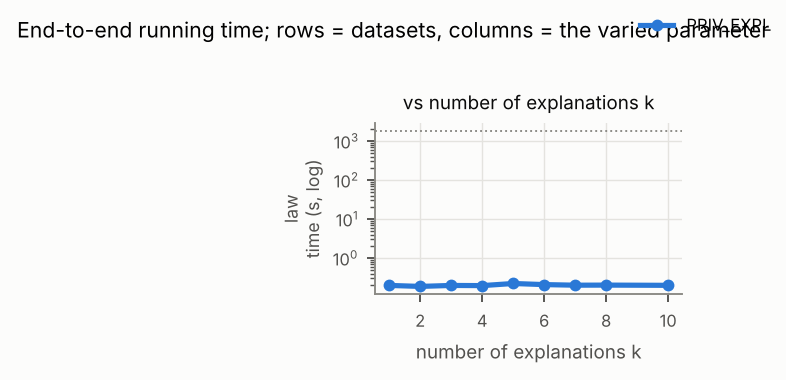 End-to-end running time; rows = datasets, columns = the varied parameter
PRIV_EXPL
vs number of explanations k
law
time (s, log)
10³
10²
10¹
10⁰
2 4 6 8 10
number of explanations k